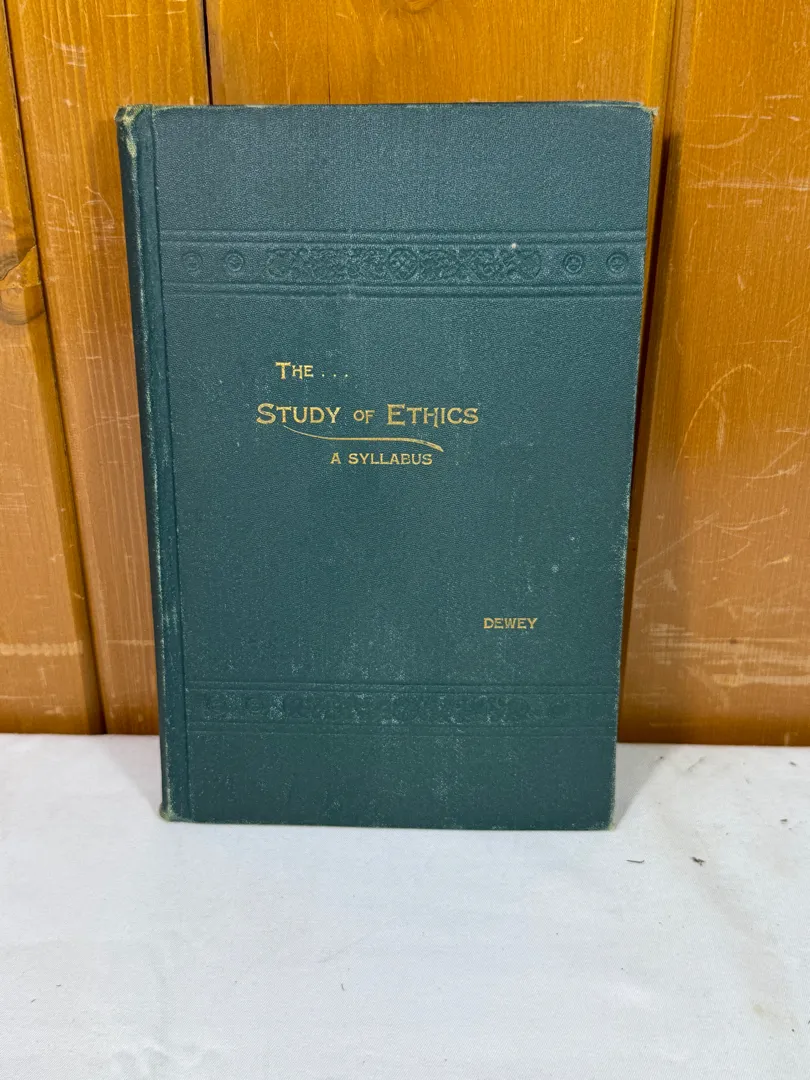 The . . .
Study of Ethics
A SYLLABUS
DEWEY